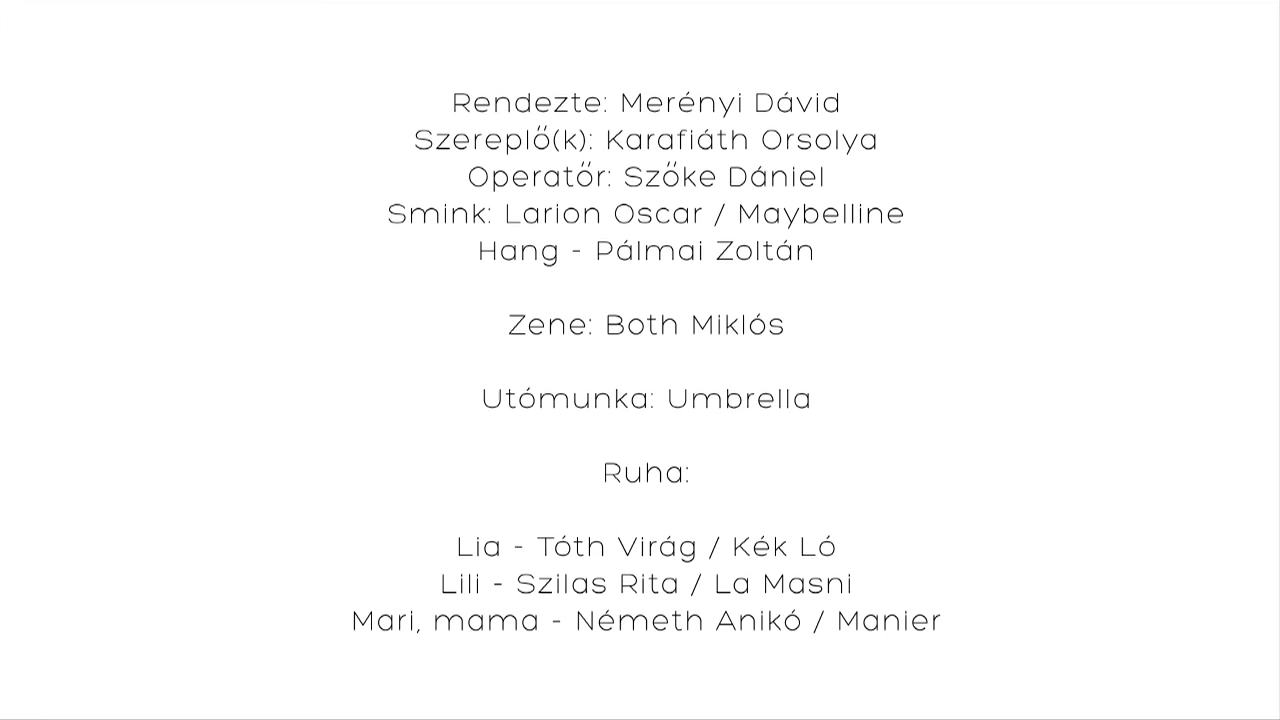 Rendezte: Merényi Dávid
Szereplő(k): Karafiáth Orsolya
Operatőr: Szőke Dániel
Smink: Larion Oscar / Maybelline
Hang - Pálmai Zoltán
Zene: Both Miklós
Utómunka: Umbrella
Ruha:
Lia - Tóth Virág / Kék Ló
Lili - Szilas Rita / La Masni
Mari, mama - Németh Anikó / Manier